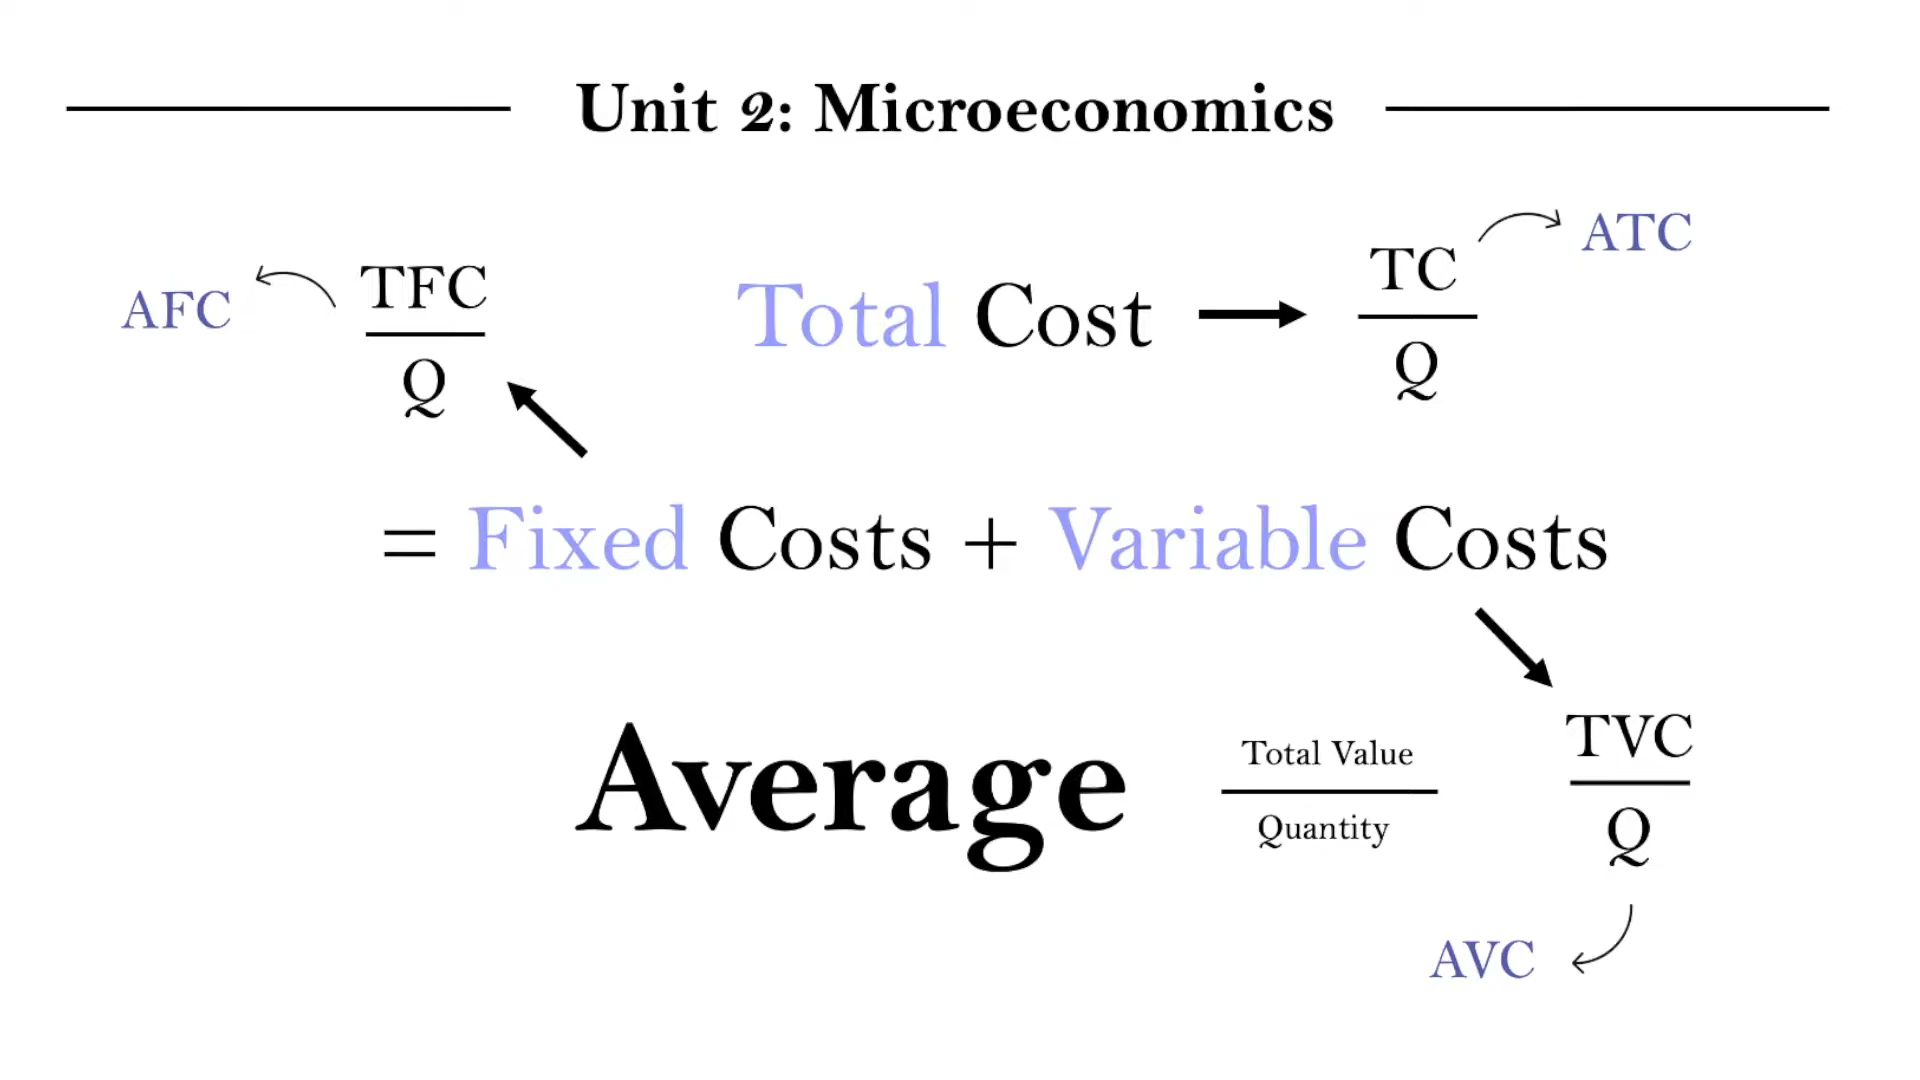 Unit 2: Microeconomics
AFC
TFC
Q
Total Cost
TC
Q
ATC
= Fixed Costs + Variable Costs
Average
Total Value
Quantity
TVC
Q
AVC